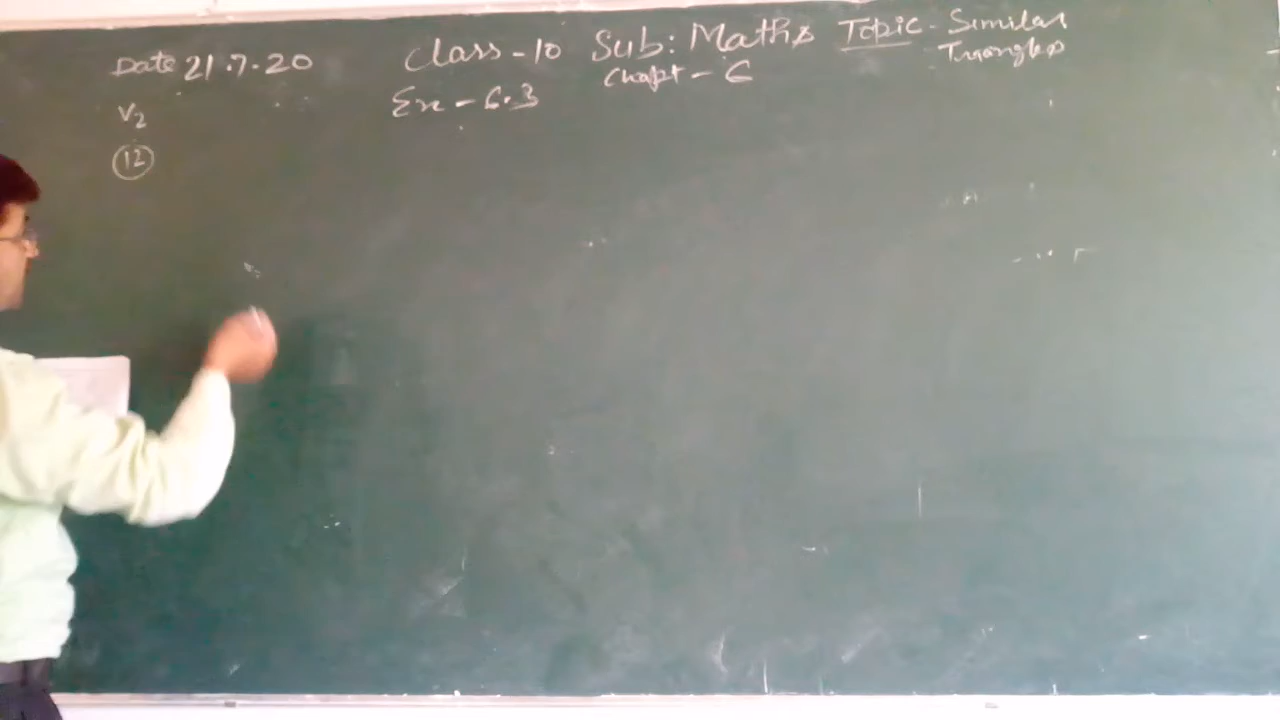 Date 21.7.20 Class - 10 Sub: Maths Topic - Similar
Triangles
Ex - 6.3 Chapt - 6
V2
12